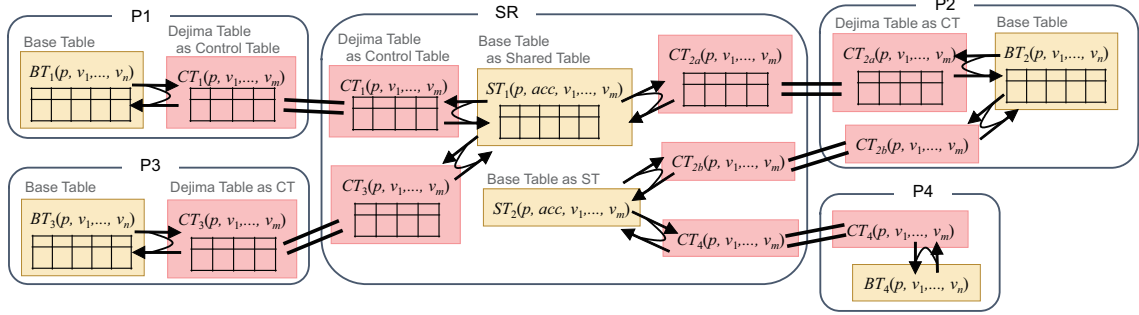 P1
Base Table
Dejima Table
as Control Table
BT₁(p, v₁,..., vₙ)
CT₁(p, v₁,..., vₘ)
P3
Base Table
Dejima Table as CT
BT₃(p, v₁,..., vₙ)
CT₃(p, v₁,..., vₘ)
SR
Dejima Table
as Control Table
Base Table
as Shared Table
CT₁(p, v₁,..., vₘ)
ST₁(p, acc, v₁,..., vₘ)
CT₂ₐ(p, v₁,..., vₘ)
CT₃(p, v₁,..., vₘ)
Base Table as ST
ST₂(p, acc, v₁,..., vₘ)
CT₂b(p, v₁,..., vₘ)
CT₄(p, v₁,..., vₘ)
P2
Dejima Table as CT
Base Table
CT₂ₐ(p, v₁,..., vₘ)
BT₂(p, v₁,..., vₙ)
CT₂b(p, v₁,..., vₘ)
P4
CT₄(p, v₁,..., vₘ)
BT₄(p, v₁,..., vₙ)